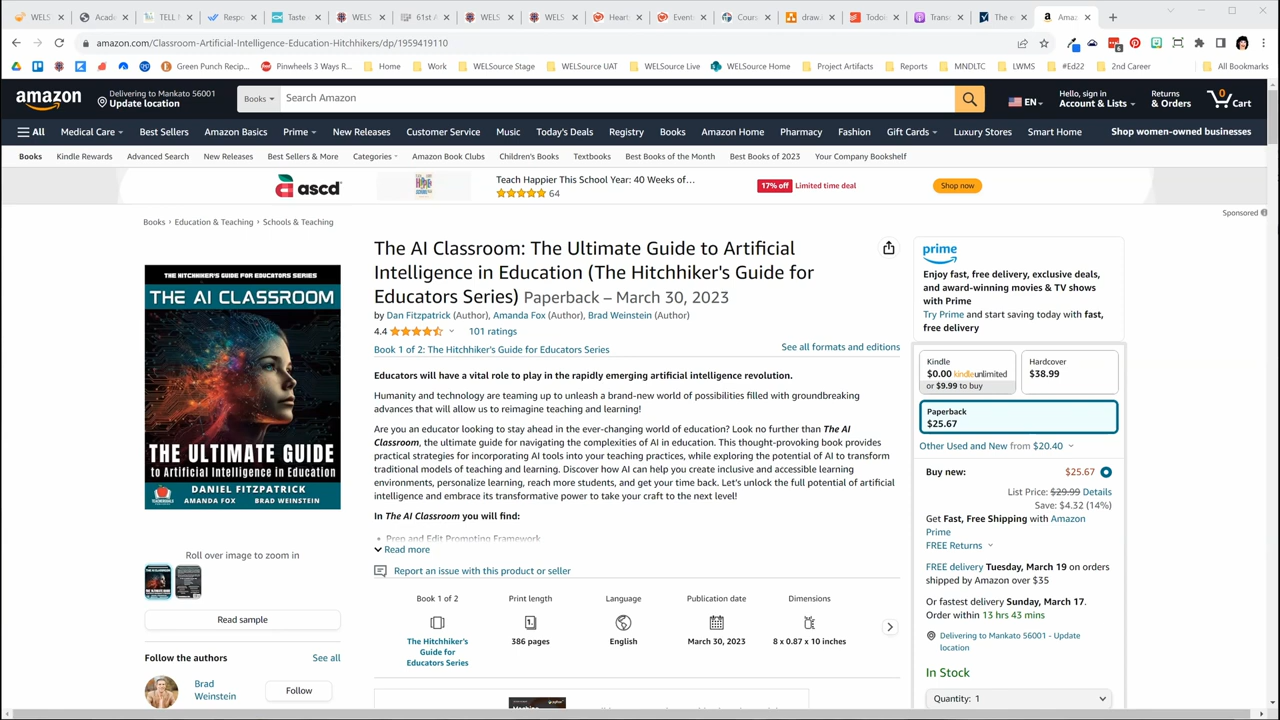 WELS
Acade
TELL M
Respo
Taste
WELS
61st A
WELS
WELS
Heart
Event
Cours
draw.i
Todoi
Transc
The e
Amaz
amazon.com/Classroom-Artificial-Intelligence-Education-Hitchhikers/dp/1959419110
Green Punch Recip...
Pinwheels 3 Ways R...
Home
Work
WELSource Stage
WELSource UAT
WELSource Live
WELSource Home
Project Artifacts
Reports
MNDLTC
LWMS
#Ed22
2nd Career
All Bookmarks
amazon
Delivering to Mankato 56001
Update location
Books
Search Amazon
EN
Hello, sign in
Account & Lists
Returns
& Orders
0
Cart
All
Medical Care
Best Sellers
Amazon Basics
Prime
New Releases
Customer Service
Music
Today's Deals
Registry
Books
Amazon Home
Pharmacy
Fashion
Gift Cards
Luxury Stores
Smart Home
Shop women-owned businesses
Books
Kindle Rewards
Advanced Search
New Releases
Best Sellers & More
Categories
Amazon Book Clubs
Children's Books
Textbooks
Best Books of the Month
Best Books of 2023
Your Company Bookshelf
ascd
Teach Happier This School Year: 40 Weeks of...
64
17% off
Limited time deal
Shop now
Sponsored
Books › Education & Teaching › Schools & Teaching
THE HITCHHIKER'S GUIDE FOR EDUCATORS SERIES
THE AI CLASSROOM
THE ULTIMATE GUIDE
to Artificial Intelligence in Education
DANIEL FITZPATRICK
AMANDA FOX
BRAD WEINSTEIN
Roll over image to zoom in
Read sample
Follow the authors
See all
Brad
Weinstein
Follow
The AI Classroom: The Ultimate Guide to Artificial
Intelligence in Education (The Hitchhiker's Guide for
Educators Series) Paperback – March 30, 2023
by Dan Fitzpatrick (Author), Amanda Fox (Author), Brad Weinstein (Author)
4.4
101 ratings
Book 1 of 2: The Hitchhiker's Guide for Educators Series
See all formats and editions
Educators will have a vital role to play in the rapidly emerging artificial intelligence revolution.
Humanity and technology are teaming up to unleash a brand-new world of possibilities filled with groundbreaking
advances that will allow us to reimagine teaching and learning!
Are you an educator looking to stay ahead in the ever-changing world of education? Look no further than The AI
Classroom, the ultimate guide for navigating the complexities of AI in education. This thought-provoking book provides
practical strategies for incorporating AI tools into your teaching practices, while exploring the potential of AI to transform
traditional models of teaching and learning. Discover how AI can help you create inclusive and accessible learning
environments, personalize learning, reach more students, and get your time back. Let's unlock the full potential of artificial
intelligence and embrace its transformative power to take your craft to the next level!
In The AI Classroom you will find:
• Prep and Edit Prompting Framework
Read more
Report an issue with this product or seller
Book 1 of 2
The Hitchhiker's
Guide for
Educators Series
Print length
386 pages
Language
English
Publication date
March 30, 2023
Dimensions
8 x 0.87 x 10 inches
prime
Enjoy fast, free delivery, exclusive deals,
and award-winning movies & TV shows
with Prime
Try Prime and start saving today with fast,
free delivery
Kindle
$0.00 kindleunlimited
or $9.99 to buy
Hardcover
$38.99
Paperback
$25.67
Other Used and New from $20.40
Buy new:
$25.67
List Price: $29.99 Details
Save: $4.32 (14%)
Get Fast, Free Shipping with Amazon
Prime
FREE Returns
FREE delivery Tuesday, March 19 on orders
shipped by Amazon over $35
Or fastest delivery Sunday, March 17.
Order within 13 hrs 43 mins
Delivering to Mankato 56001 - Update
location
In Stock
Quantity: 1